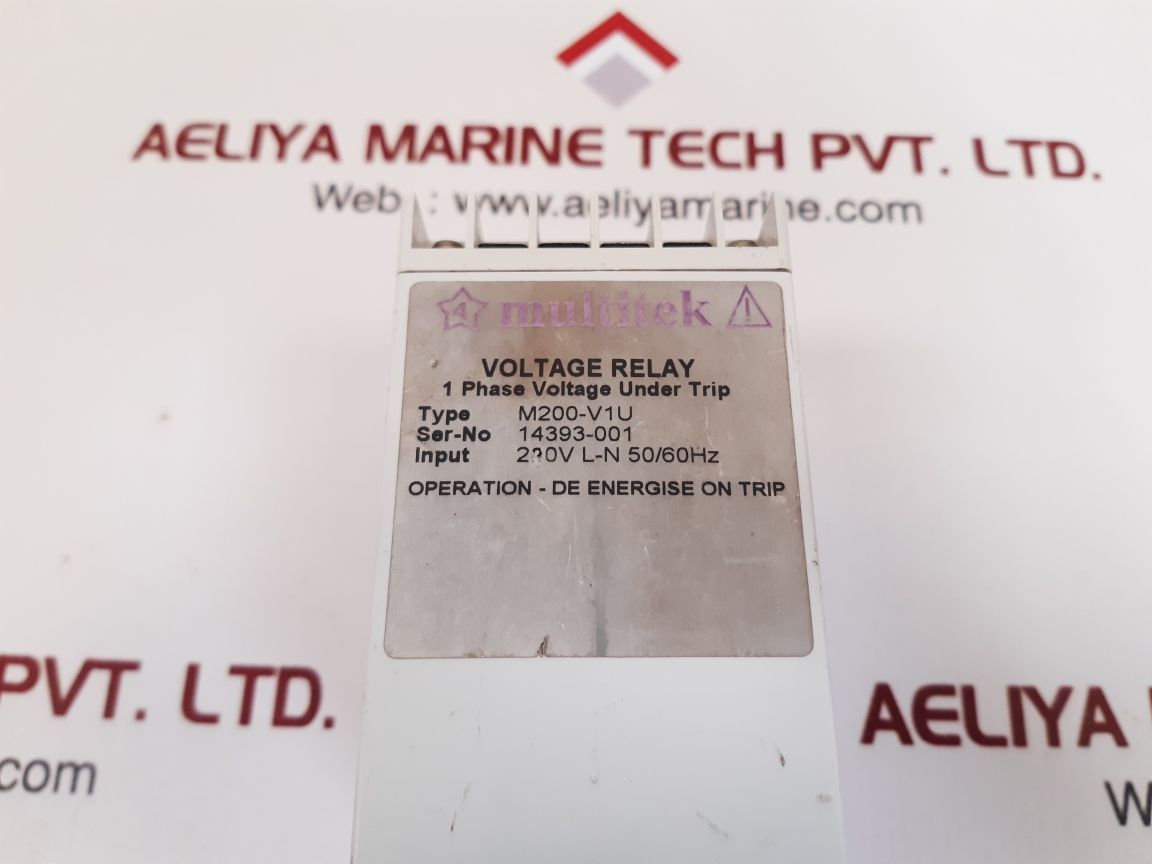 AELIYA MARINE TECH PVT. LTD.
Web : www.aeliyamarine.com
multitek
VOLTAGE RELAY
1 Phase Voltage Under Trip
Type M200-V1U
Ser-No 14393-001
Input V L-N 50/60Hz
OPERATION - DE ENERGISE ON TRIP
PVT. LTD.
com
AELIYA
W